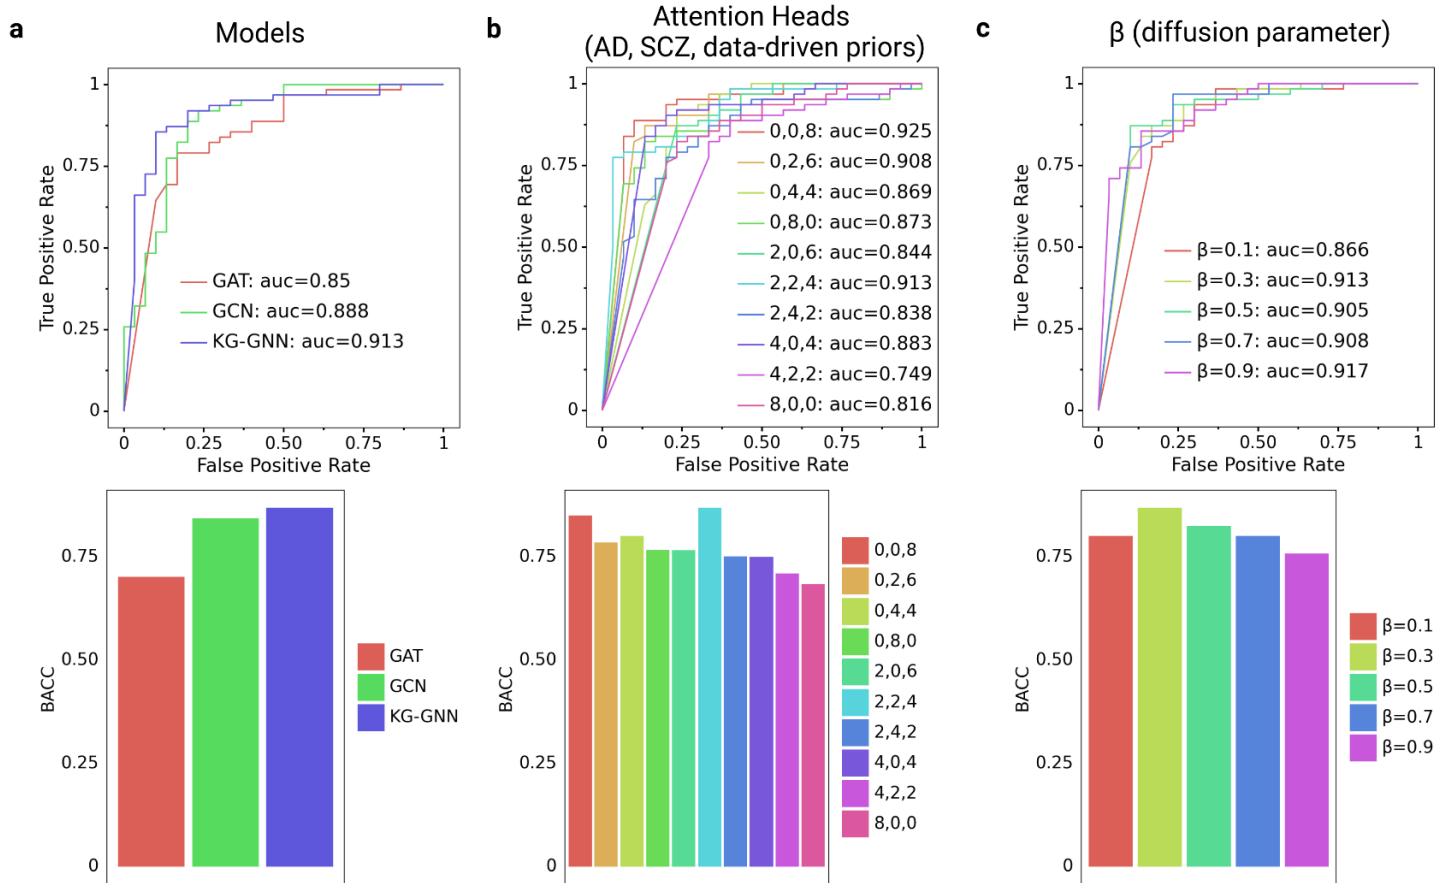 a
Models
1
0.75
0.50
0.25
0
True Positive Rate
GAT: auc=0.85
GCN: auc=0.888
KG-GNN: auc=0.913
0
0.25
0.50
0.75
1
False Positive Rate
b
Attention Heads
(AD, SCZ, data-driven priors)
1
0.75
0.50
0.25
0
True Positive Rate
0,0,8: auc=0.925
0,2,6: auc=0.908
0,4,4: auc=0.869
0,8,0: auc=0.873
2,0,6: auc=0.844
2,2,4: auc=0.913
2,4,2: auc=0.838
4,0,4: auc=0.883
4,2,2: auc=0.749
8,0,0: auc=0.816
0
0.25
0.50
0.75
1
False Positive Rate
c
β (diffusion parameter)
1
0.75
0.50
0.25
0
True Positive Rate
β=0.1: auc=0.866
β=0.3: auc=0.913
β=0.5: auc=0.905
β=0.7: auc=0.908
β=0.9: auc=0.917
0
0.25
0.50
0.75
1
False Positive Rate
0.75
0.50
0.25
0
BACC
GAT
GCN
KG-GNN
0.75
0.50
0.25
0
BACC
0,0,8
0,2,6
0,4,4
0,8,0
2,0,6
2,2,4
2,4,2
4,0,4
4,2,2
8,0,0
0.75
0.50
0.25
0
BACC
β=0.1
β=0.3
β=0.5
β=0.7
β=0.9